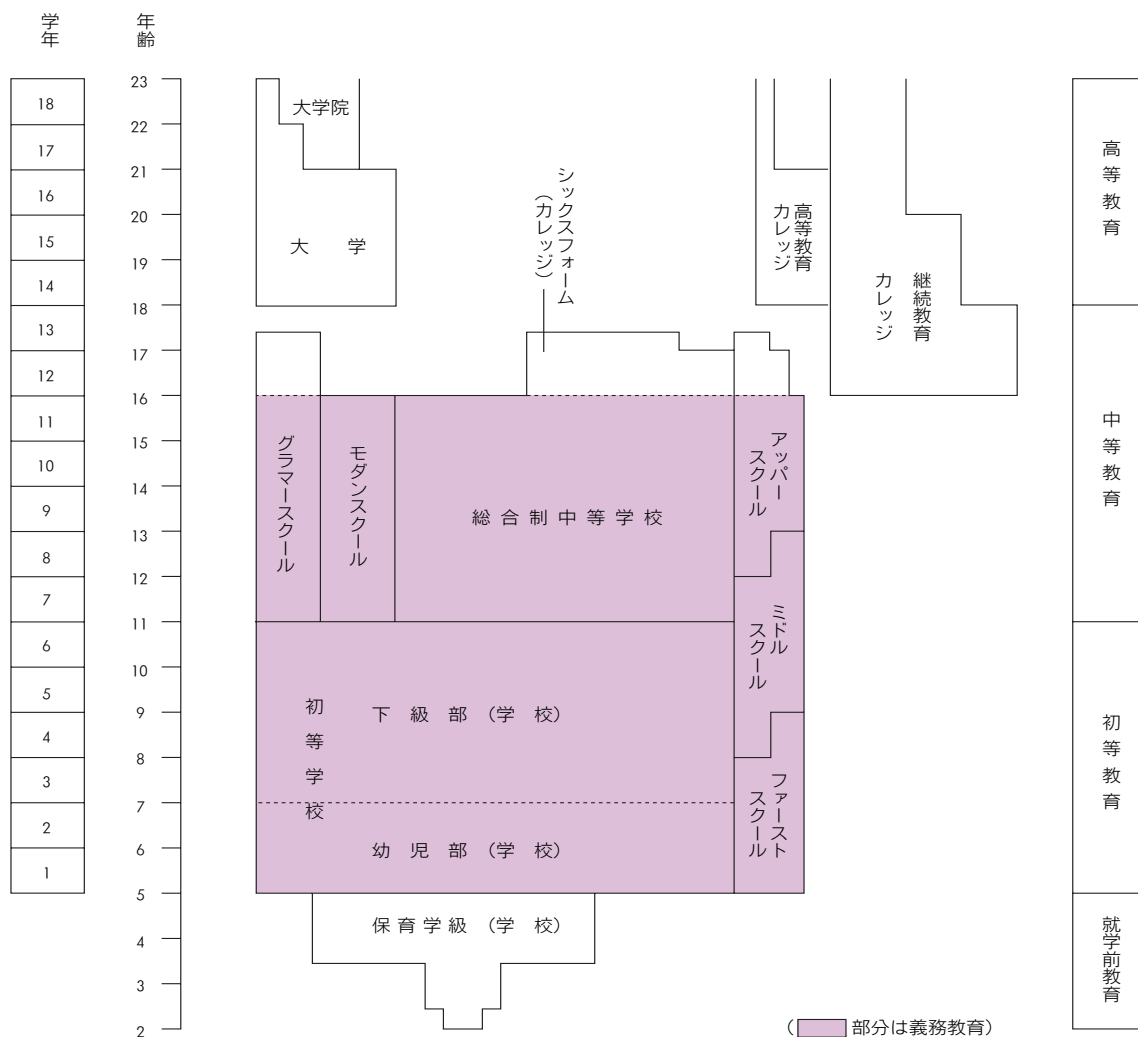 学年
年齢
23
18
22
17
21
16
20
15
19
14
18
13
17
12
16
11
15
10
14
9
13
8
12
7
11
6
10
5
9
4
8
3
7
2
6
1
5
4
3
2
大学院
大学
シックスフォーム
(カレッジ)
高等教育
カレッジ
継続教育
カレッジ
グラマースクール
モダンスクール
総合制中等学校
アッパー
スクール
ミドル
スクール
ファースト
スクール
初等学校
下級部(学校)
幼児部(学校)
保育学級(学校)
高等教育
中等教育
初等教育
就学前教育
(部分は義務教育)